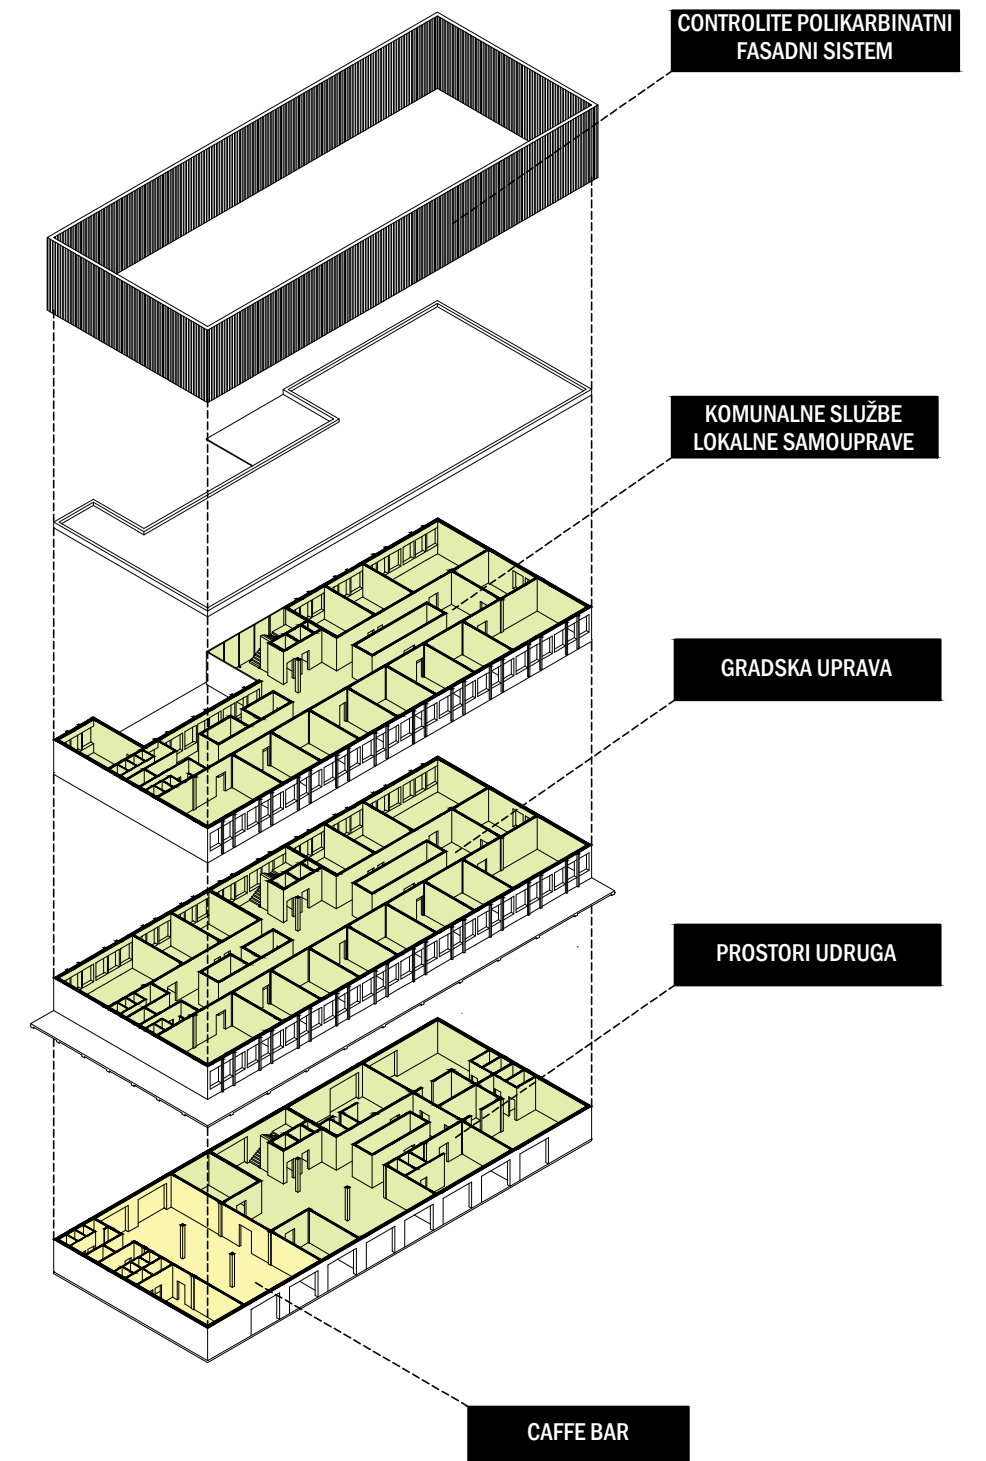 CONTROLITE POLIKARBINATNI
FASADNI SISTEM
KOMUNALNE SLUŽBE
LOKALNE SAMOUPRAVE
GRADSKA UPRAVA
PROSTORI UDRUGA
CAFFE BAR